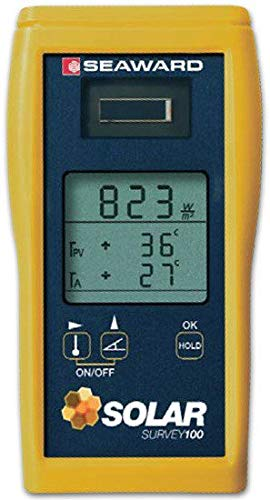 SEAWARD
823 W/m²
TPV + 36°C
TA + 27°C
OK
HOLD
ON/OFF
SOLAR
SURVEY100